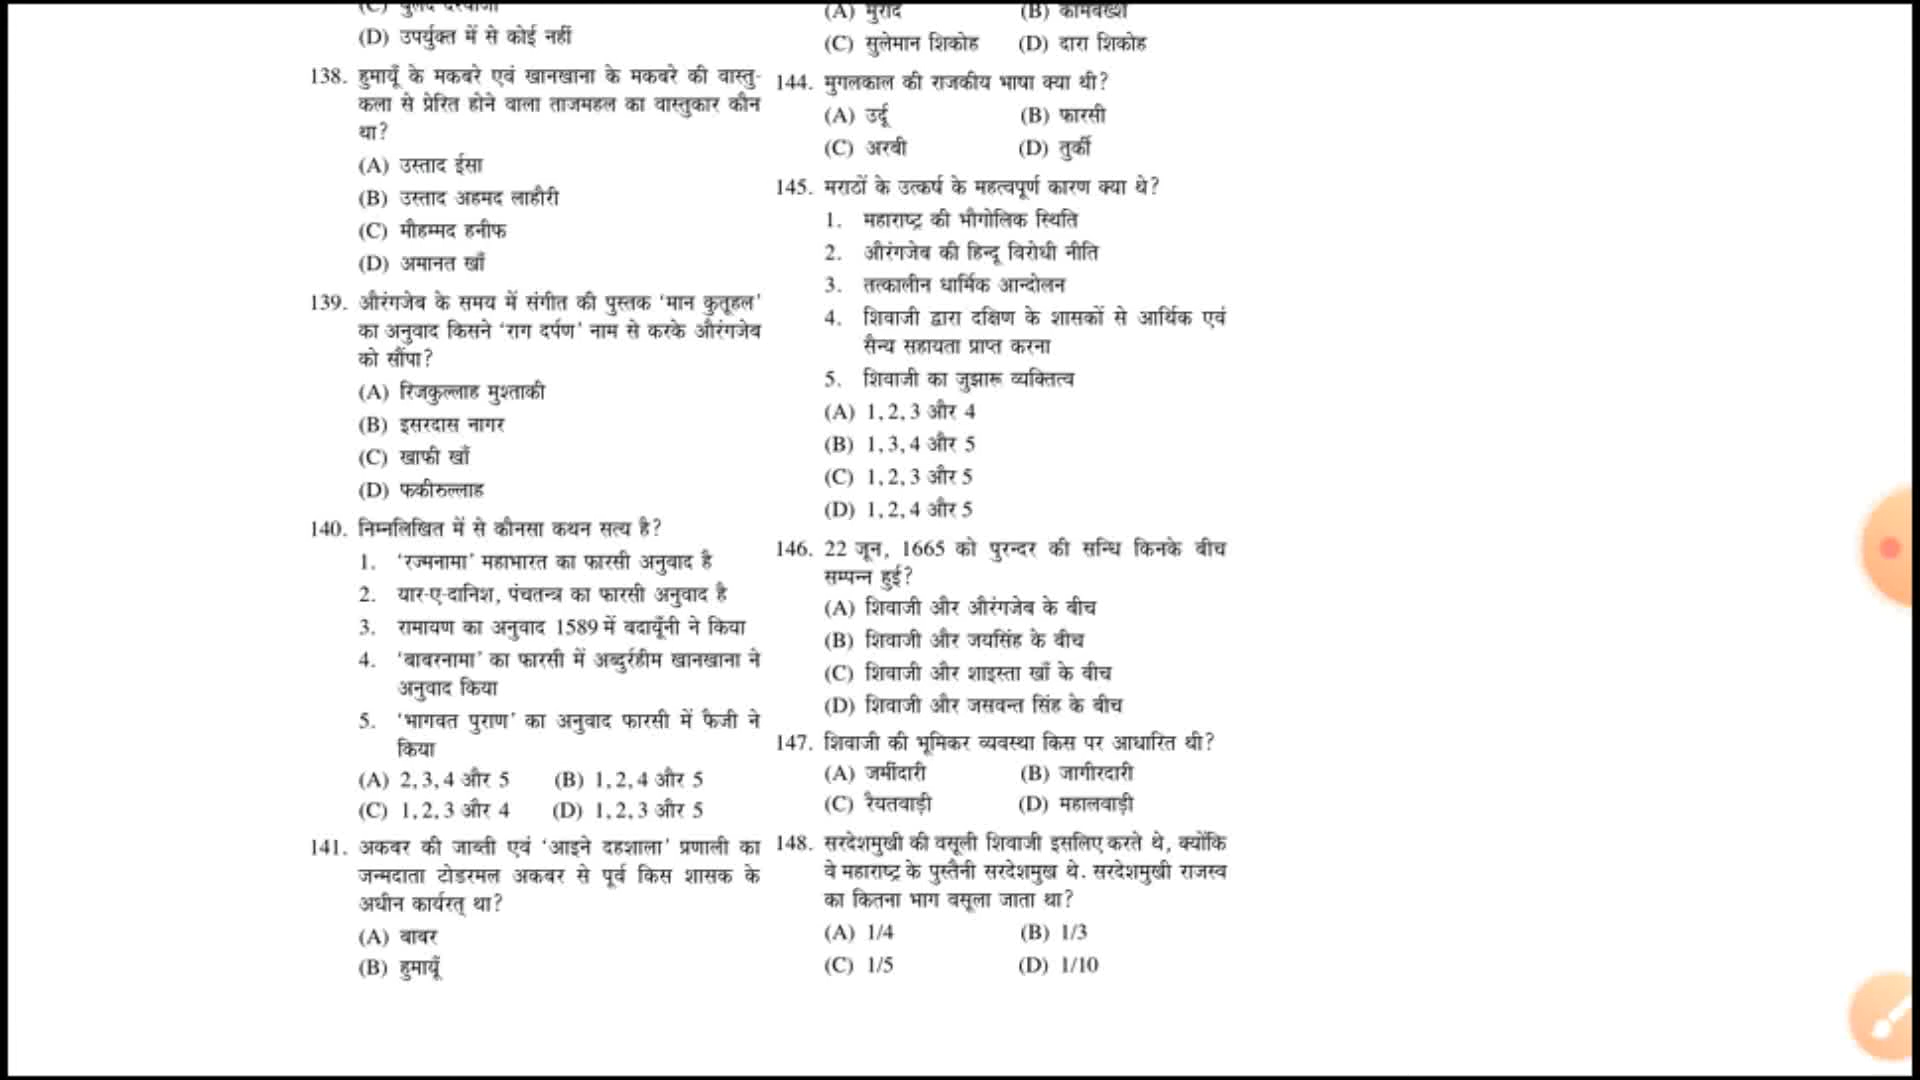 (D) उपर्युक्त में से कोई नहीं
138. हुमायूँ के मकबरे एवं खानखाना के मकबरे की वास्तु-
कला से प्रेरित होने वाला ताजमहल का वास्तुकार कौन
था?
(A) उस्ताद ईसा
(B) उस्ताद अहमद लाहौरी
(C) मौहम्मद हनीफ
(D) अमानत खाँ
139. औरंगजेब के समय में संगीत की पुस्तक ‘मान कुतूहल’
का अनुवाद किसने ‘राग दर्पण’ नाम से करके औरंगजेब
को सौंपा?
(A) रिजकुल्लाह मुश्ताकी
(B) इसरदास नागर
(C) खाफी खाँ
(D) फकीरुल्लाह
140. निम्नलिखित में से कौनसा कथन सत्य है?
1. ‘रज्मनामा’ महाभारत का फारसी अनुवाद है
2. यार-ए-दानिश, पंचतन्त्र का फारसी अनुवाद है
3. रामायण का अनुवाद 1589 में बदायूँनी ने किया
4. ‘बाबरनामा’ का फारसी में अब्दुर्रहीम खानखाना ने
अनुवाद किया
5. ‘भागवत पुराण’ का अनुवाद फारसी में फैजी ने
किया
(A) 2, 3, 4 और 5 (B) 1, 2, 4 और 5
(C) 1, 2, 3 और 4 (D) 1, 2, 3 और 5
141. अकबर की जाब्ती एवं ‘आइने दहशाला’ प्रणाली का
जन्मदाता टोडरमल अकबर से पूर्व किस शासक के
अधीन कार्यरत् था?
(A) बाबर
(B) हुमायूँ
(A) मुराद (B) कामबख्श
(C) सुलेमान शिकोह (D) दारा शिकोह
144. मुगलकाल की राजकीय भाषा क्या थी?
(A) उर्दू (B) फारसी
(C) अरबी (D) तुर्की
145. मराठों के उत्कर्ष के महत्वपूर्ण कारण क्या थे?
1. महाराष्ट्र की भौगोलिक स्थिति
2. औरंगजेब की हिन्दू विरोधी नीति
3. तत्कालीन धार्मिक आन्दोलन
4. शिवाजी द्वारा दक्षिण के शासकों से आर्थिक एवं
सैन्य सहायता प्राप्त करना
5. शिवाजी का जुझारू व्यक्तित्व
(A) 1, 2, 3 और 4
(B) 1, 3, 4 और 5
(C) 1, 2, 3 और 5
(D) 1, 2, 4 और 5
146. 22 जून, 1665 को पुरन्दर की सन्धि किनके बीच
सम्पन्न हुई?
(A) शिवाजी और औरंगजेब के बीच
(B) शिवाजी और जयसिंह के बीच
(C) शिवाजी और शाइस्ता खाँ के बीच
(D) शिवाजी और जसवन्त सिंह के बीच
147. शिवाजी की भूमिकर व्यवस्था किस पर आधारित थी?
(A) जमींदारी (B) जागीरदारी
(C) रैयतवाड़ी (D) महालवाड़ी
148. सरदेशमुखी की वसूली शिवाजी इसलिए करते थे, क्योंकि
वे महाराष्ट्र के पुस्तैनी सरदेशमुख थे. सरदेशमुखी राजस्व
का कितना भाग वसूला जाता था?
(A) 1/4 (B) 1/3
(C) 1/5 (D) 1/10